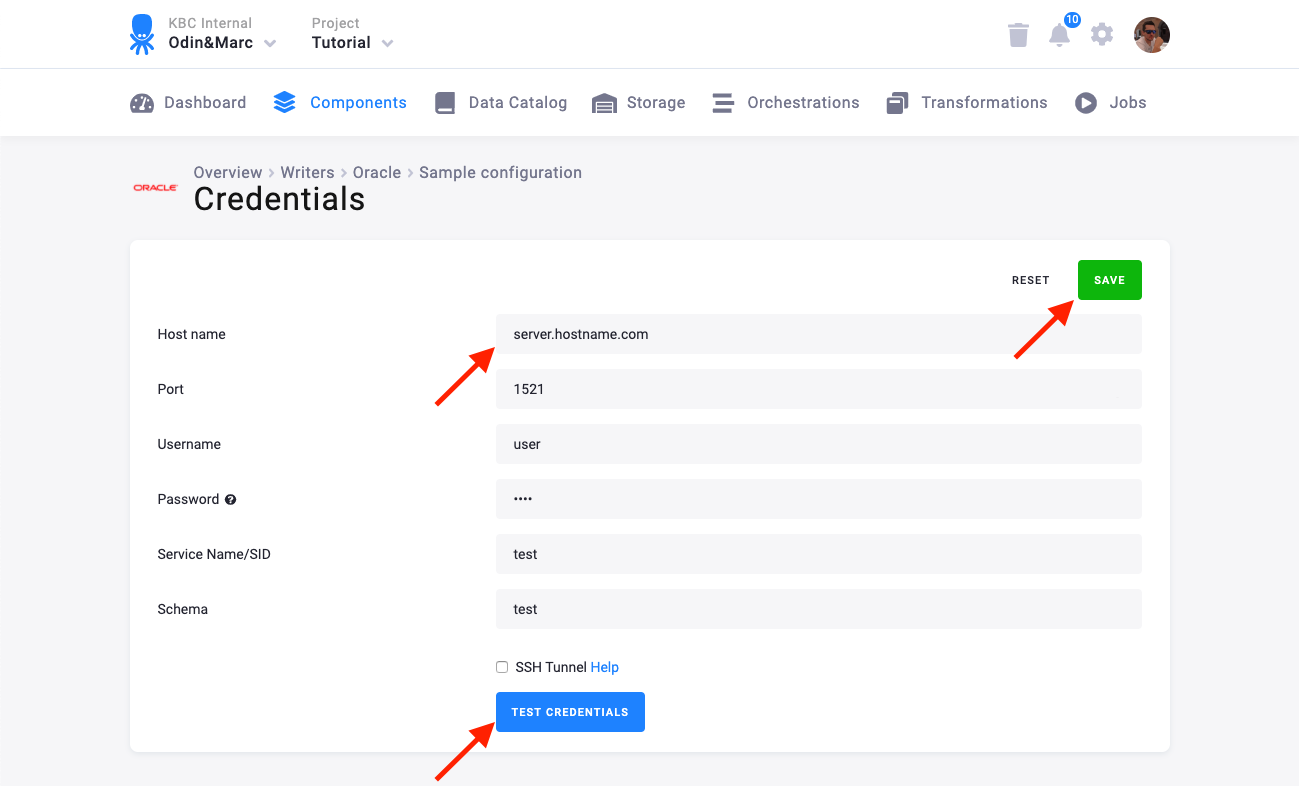 KBC Internal Project 10
Odin&Marc Tutorial
Dashboard Components Data Catalog Storage Orchestrations Transformations Jobs
Overview > Writers > Oracle > Sample configuration
ORACLE
Credentials
RESET SAVE
Host name server.hostname.com
Port 1521
Username user
Password ? ••••
Service Name/SID test
Schema test
SSH Tunnel Help
TEST CREDENTIALS